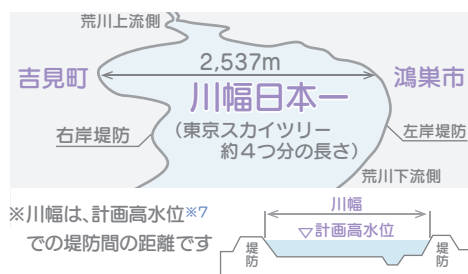 荒川上流側
2,537m
吉見町
鴻巣市
川幅日本一
右岸堤防
(東京スカイツリー
約4つ分の長さ)
左岸堤防
荒川下流側
※川幅は、計画高水位※7
での堤防間の距離です
川幅
▽計画高水位
堤防
堤防